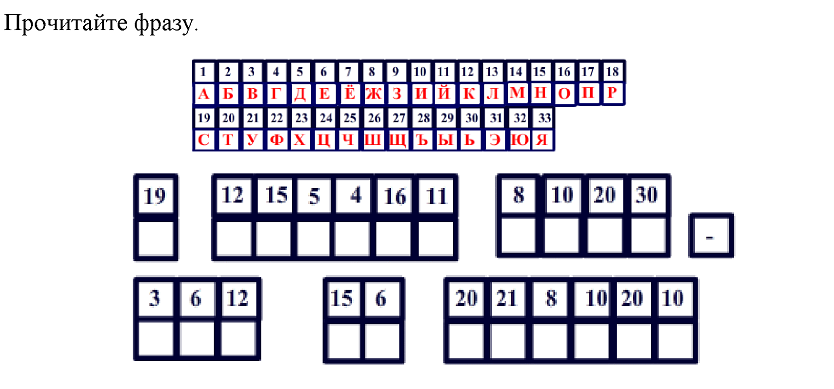 Прочитайте фразу.
1 2 3 4 5 6 7 8 9 10 11 12 13 14 15 16 17 18
А Б В Г Д Е Ё Ж З И Й К Л М Н О П Р
19 20 21 22 23 24 25 26 27 28 29 30 31 32 33
С Т У Ф Х Ц Ч Ш Щ Ъ Ы Ь Э Ю Я
19 12 15 5 4 16 11 8 10 20 30
-
3 6 12 15 6 20 21 8 10 20 10